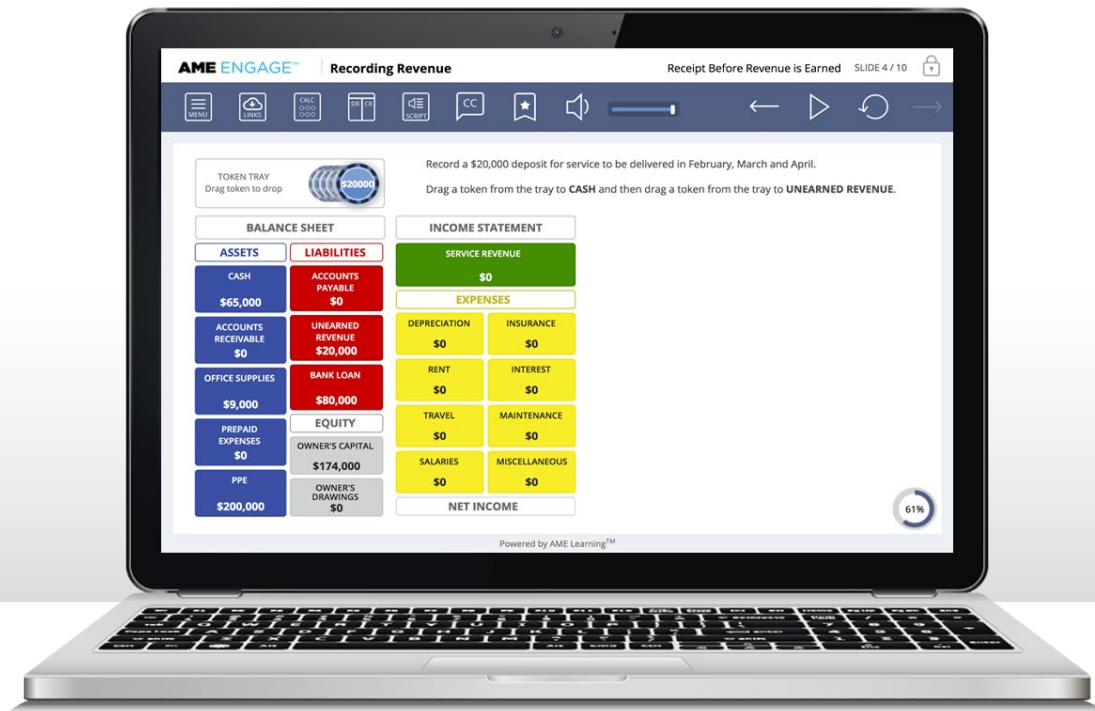 AME ENGAGE™
Recording Revenue
Receipt Before Revenue is Earned
SLIDE 4 / 10
MENU
LINKS
CALC
DR CR
SCRIPT
CC
TOKEN TRAY
Drag token to drop
$20000
Record a $20,000 deposit for service to be delivered in February, March and April.
Drag a token from the tray to CASH and then drag a token from the tray to UNEARNED REVENUE.
BALANCE SHEET
ASSETS
CASH
$65,000
ACCOUNTS
RECEIVABLE
$0
OFFICE SUPPLIES
$9,000
PREPAID
EXPENSES
$0
PPE
$200,000
LIABILITIES
ACCOUNTS
PAYABLE
$0
UNEARNED
REVENUE
$20,000
BANK LOAN
$80,000
EQUITY
OWNER'S CAPITAL
$174,000
OWNER'S
DRAWINGS
$0
INCOME STATEMENT
SERVICE REVENUE
$0
EXPENSES
DEPRECIATION
$0
INSURANCE
$0
RENT
$0
INTEREST
$0
TRAVEL
$0
MAINTENANCE
$0
SALARIES
$0
MISCELLANEOUS
$0
NET INCOME
61%
Powered by AME Learning™